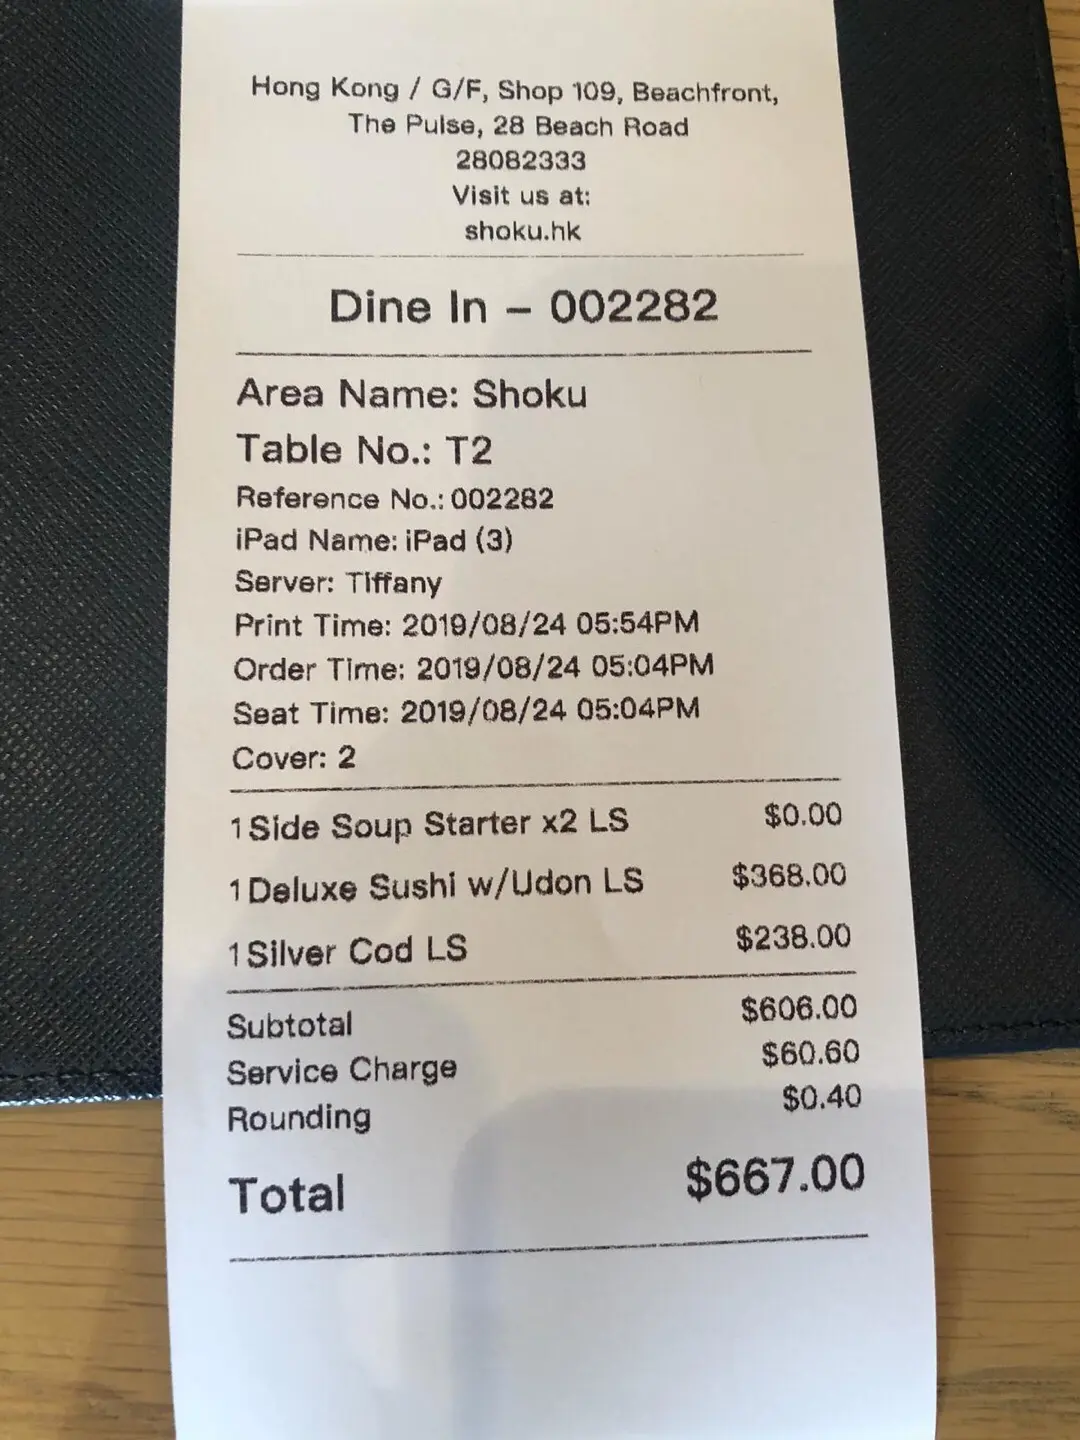 Hong Kong / G/F, Shop 109, Beachfront,
The Pulse, 28 Beach Road
28082333
Visit us at:
shoku.hk
Dine In – 002282
Area Name: Shoku
Table No.: T2
Reference No.: 002282
iPad Name: iPad (3)
Server: Tiffany
Print Time: 2019/08/24 05:54PM
Order Time: 2019/08/24 05:04PM
Seat Time: 2019/08/24 05:04PM
Cover: 2
1 Side Soup Starter x2 LS $0.00
1 Deluxe Sushi w/Udon LS $368.00
1 Silver Cod LS $238.00
Subtotal $606.00
Service Charge $60.60
Rounding $0.40
Total $667.00